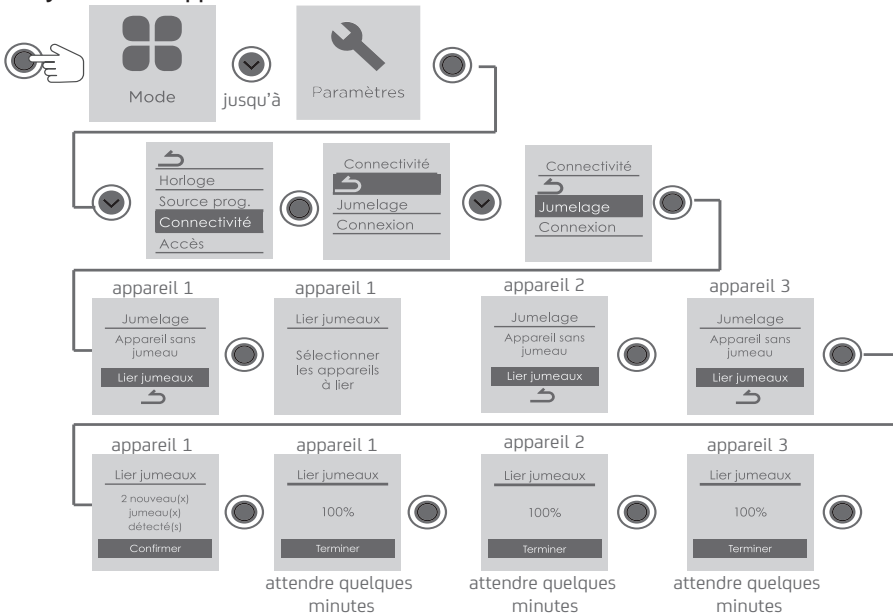 Mode
jusqu'à
Paramètres
Horloge
Source prog.
Connectivité
Accès
Connectivité
Jumelage
Connexion
Connectivité
Jumelage
Connexion
appareil 1
Jumelage
Appareil sans
jumeau
Lier jumeaux
appareil 1
Lier jumeaux
Sélectionner
les appareils
à lier
appareil 2
Jumelage
Appareil sans
jumeau
Lier jumeaux
appareil 3
Jumelage
Appareil sans
jumeau
Lier jumeaux
appareil 1
Lier jumeaux
2 nouveau(x)
jumeau(x)
détecté(s)
Confirmer
appareil 1
Lier jumeaux
100%
Terminer
attendre quelques
minutes
appareil 2
Lier jumeaux
100%
Terminer
attendre quelques
minutes
appareil 3
Lier jumeaux
100%
Terminer
attendre quelques
minutes